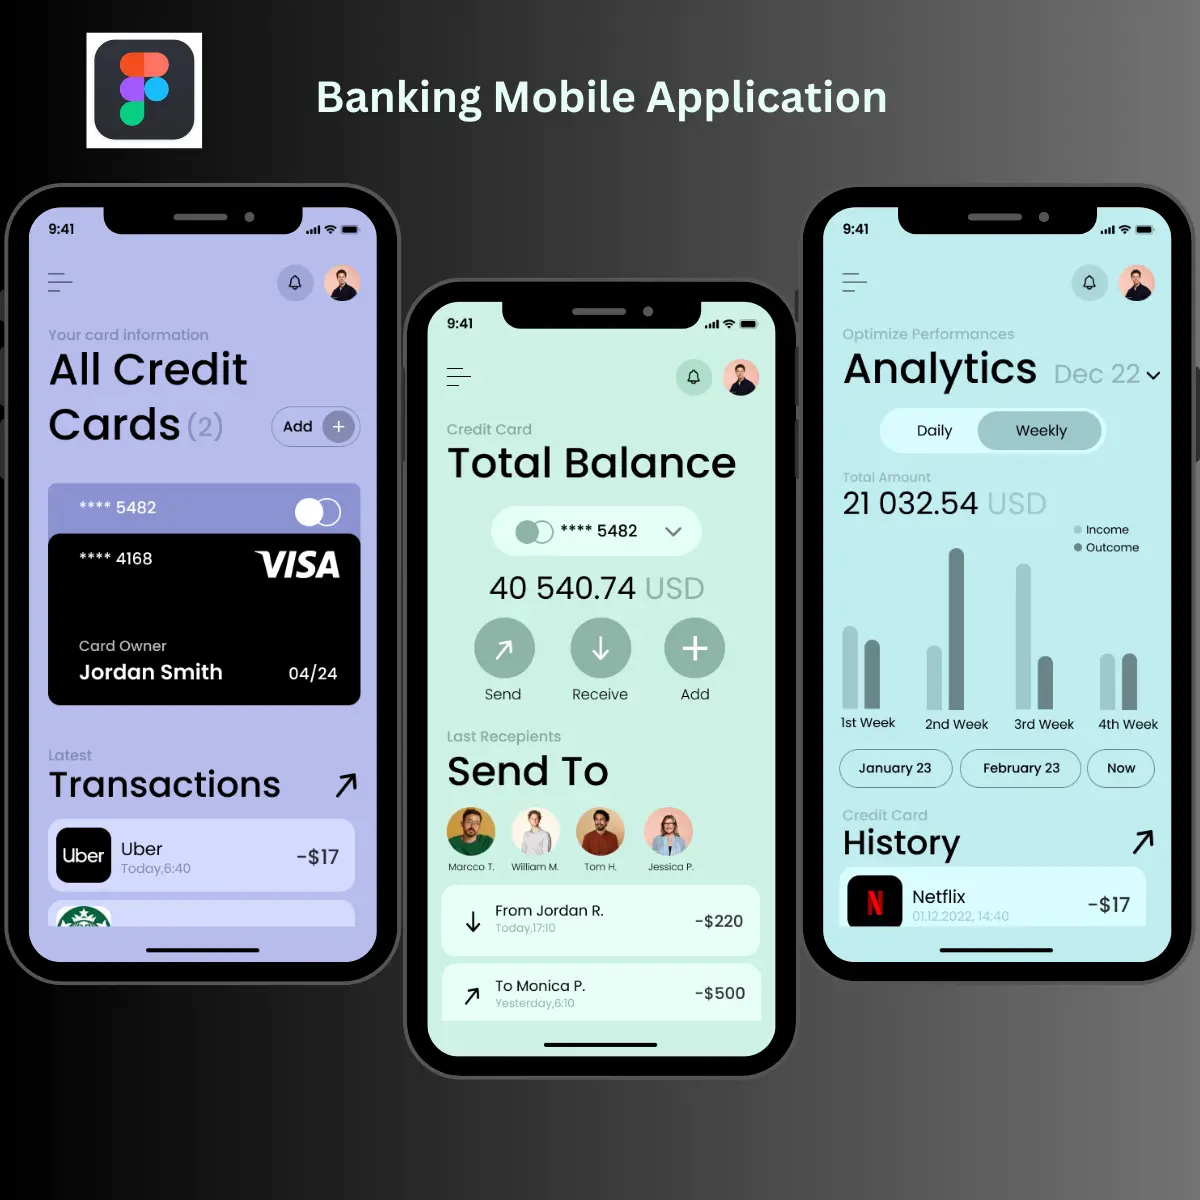 Banking Mobile Application
9:41
Your card information
All Credit
Cards (2)
Add +
**** 5482
**** 4168
VISA
Card Owner
Jordan Smith
04/24
Latest
Transactions
Uber
Uber
-$17
Today,6:40
9:41
Credit Card
Total Balance
**** 5482
40 540.74 USD
Send
Receive
Add
Last Recepients
Send To
Marcco T.
William M.
Tom H.
Jessica P.
From Jordan R.
Today,17:10
-$220
To Monica P.
Yesterday,6:10
-$500
9:41
Optimize Performances
Analytics Dec 22
Daily
Weekly
Total Amount
21 032.54 USD
Income
Outcome
1st Week
2nd Week
3rd Week
4th Week
January 23
February 23
Now
Credit Card
History
N
Netflix
01.12.2022, 14:40
-$17